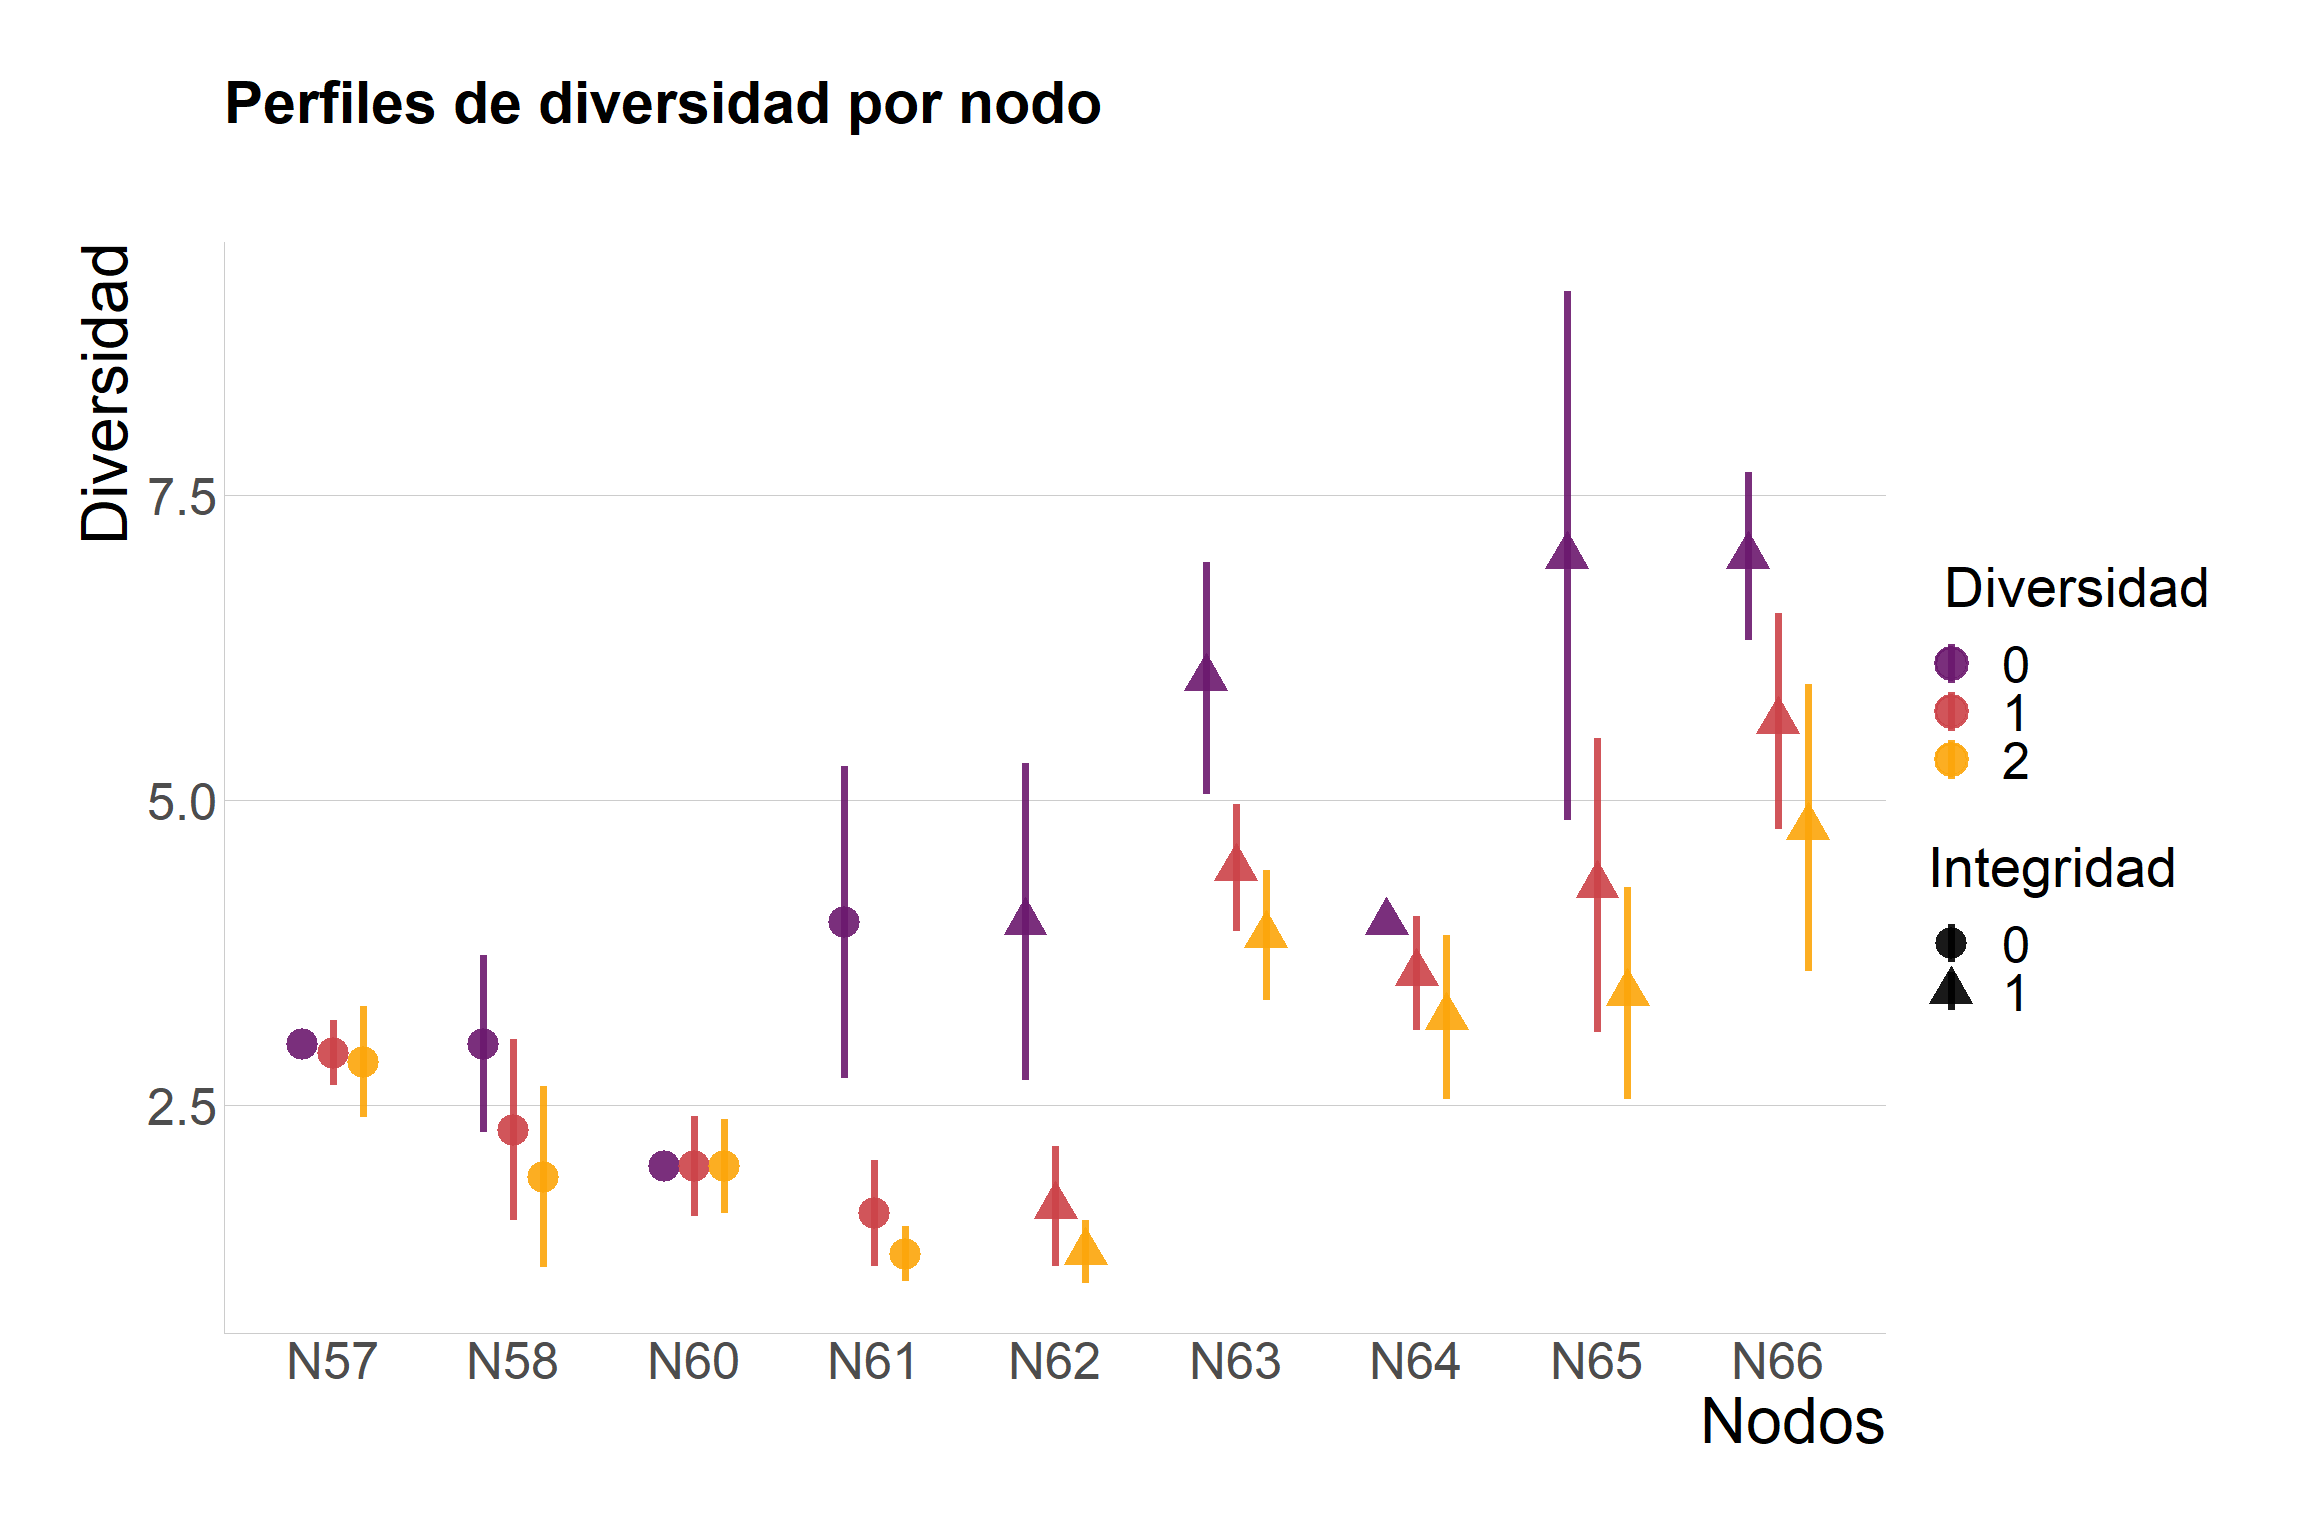 Perfiles de diversidad por nodo
Diversidad
7.5
5.0
2.5
N57 N58 N60 N61 N62 N63 N64 N65 N66
Nodos
Diversidad
0
1
2
Integridad
0
1